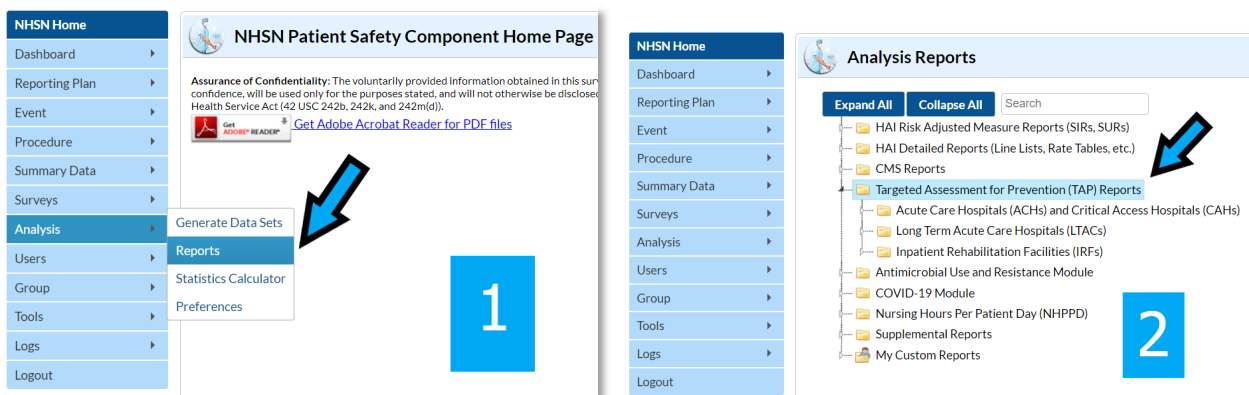 NHSN Home
Dashboard
Reporting Plan
Event
Procedure
Summary Data
Surveys
Analysis
Users
Group
Tools
Logs
Logout
NHSN Patient Safety Component Home Page
Assurance of Confidentiality: The voluntarily provided information obtained in this
confidence, will be used only for the purposes stated, and will not otherwise be disclosed
Health Service Act (42 USC 242b, 242k, and 242m(d)).
Get
ADOBE® READER®
Get Adobe Acrobat Reader for PDF files
Generate Data Sets
Reports
Statistics Calculator
Preferences
1
NHSN Home
Dashboard
Reporting Plan
Event
Procedure
Summary Data
Surveys
Analysis
Users
Group
Tools
Logs
Logout
Analysis Reports
Expand All
Collapse All
Search
HAI Risk Adjusted Measure Reports (SIRs, SURs)
HAI Detailed Reports (Line Lists, Rate Tables, etc.)
CMS Reports
Targeted Assessment for Prevention (TAP) Reports
Acute Care Hospitals (ACHs) and Critical Access Hospitals (CAHs)
Long Term Acute Care Hospitals (LTACs)
Inpatient Rehabilitation Facilities (IRFs)
Antimicrobial Use and Resistance Module
COVID-19 Module
Nursing Hours Per Patient Day (NHPPD)
Supplemental Reports
My Custom Reports
2